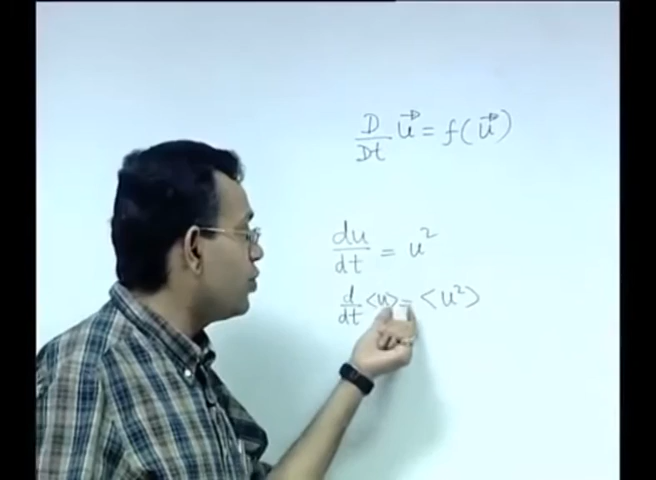 D/Dt u⃗ = f(u⃗)
du/dt = u²
d/dt <u> = <u²>